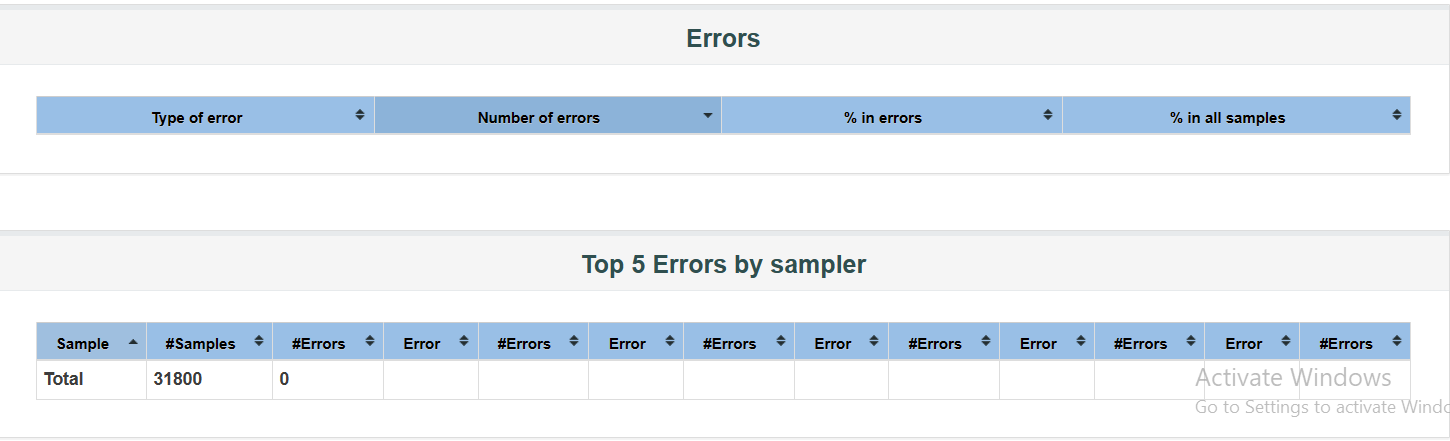 Errors
Type of error Number of errors % in errors % in all samples
Top 5 Errors by sampler
Sample #Samples #Errors Error #Errors Error #Errors Error #Errors Error #Errors Error #Errors
Total 31800 0
Activate Windows
Go to Settings to activate Windo